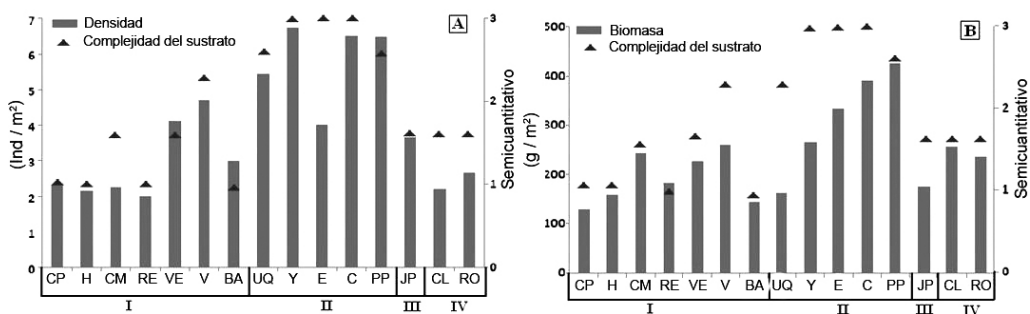 A
Densidad
Complejidad del sustrato
(Ind / m²)
7
6
5
4
3
2
1
0
3
2
1
0
Semicuantitativo
CP H CM RE VE V BA UQ Y E C PP JP CL RO
I II III IV
B
Biomasa
Complejidad del sustrato
(g / m²)
500
400
300
200
100
000
3
2
1
0
Semicuantitativo
CP H CM RE VE V BA UQ Y E C PP JP CL RO
I II III IV